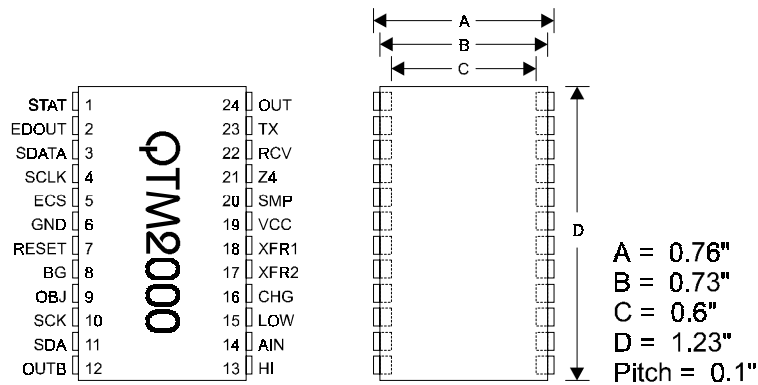 A
B
C
STAT 1 24 OUT
EDOUT 2 23 TX
SDATA 3 22 RCV
SCLK 4 21 Z4
ECS 5 20 SMP
GND 6 19 VCC
RESET 7 18 XFR1
BG 8 17 XFR2
OBJ 9 16 CHG
SCK 10 15 LOW
SDA 11 14 AIN
OUTB 12 13 HI
QTM2000
D
A = 0.76"
B = 0.73"
C = 0.6"
D = 1.23"
Pitch = 0.1"